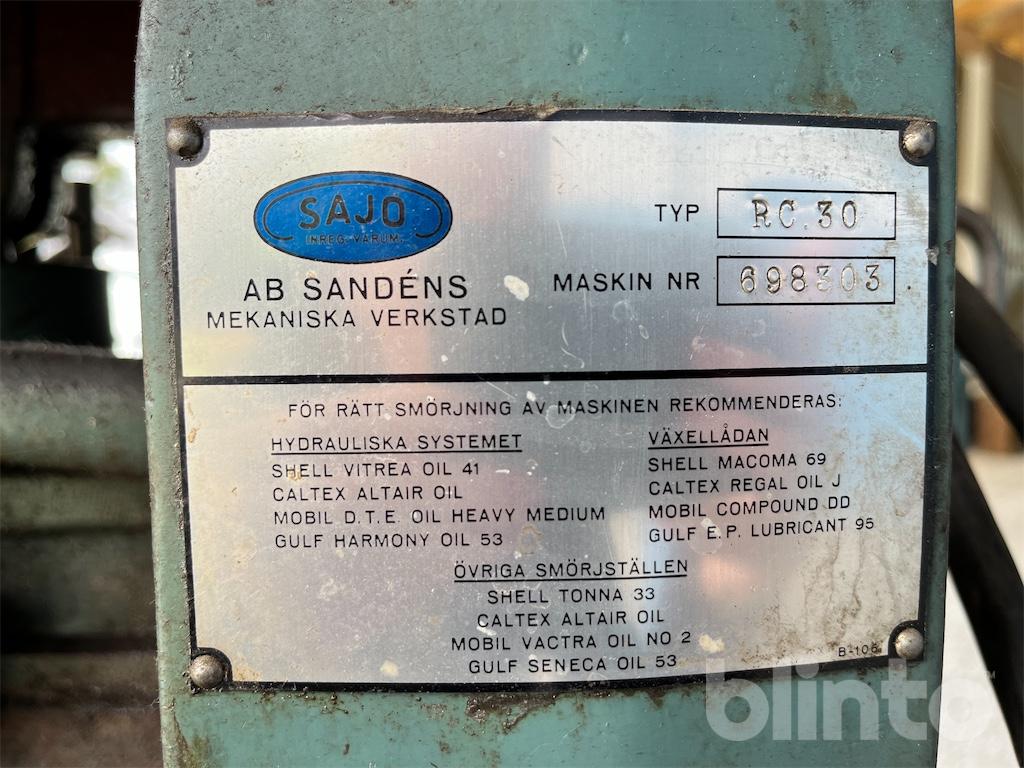 SAJO
INREG. VARUM.
AB SANDÉNS
MEKANISKA VERKSTAD
TYP RC.30
MASKIN NR 698303
FÖR RÄTT SMÖRJNING AV MASKINEN REKOMMENDERAS:
HYDRAULISKA SYSTEMET
SHELL VITREA OIL 41
CALTEX ALTAIR OIL
MOBIL D.T.E. OIL HEAVY MEDIUM
GULF HARMONY OIL 53
VÄXELLÅDAN
SHELL MACOMA 69
CALTEX REGAL OIL J
MOBIL COMPOUND DD
GULF E.P. LUBRICANT 95
ÖVRIGA SMÖRJSTÄLLEN
SHELL TONNA 33
CALTEX ALTAIR OIL
MOBIL VACTRA OIL NO 2
GULF SENECA OIL 53
B-106
blinto